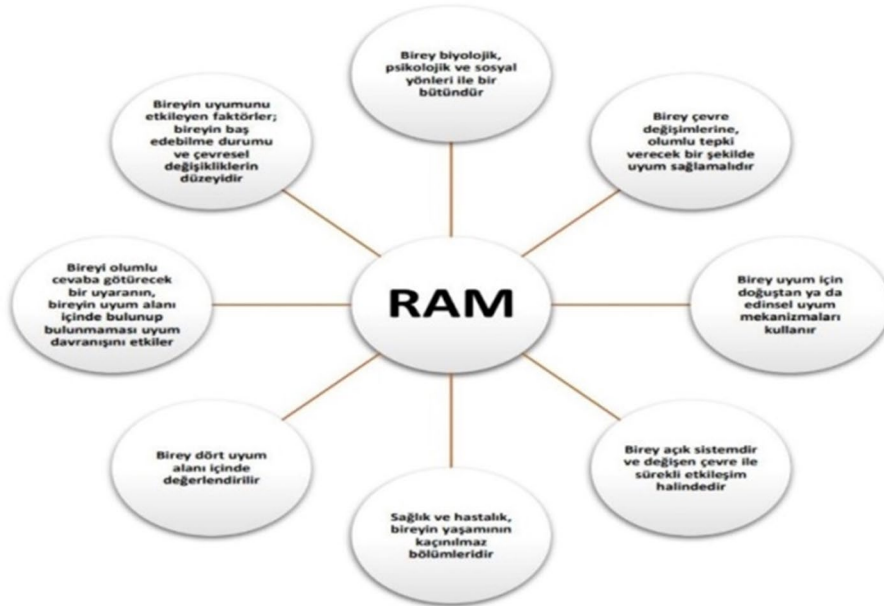 Birey biyolojik,
psikolojik ve sosyal
yönleri ile bir
bütündür
Birey çevre
değişimlerine,
olumlu tepki
verecek bir şekilde
uyum sağlamalıdır
Birey uyum için
doğuştan ya da
edinsel uyum
mekanizmaları
kullanır
Birey açık sistemdir
ve değişen çevre ile
sürekli etkileşim
halindedir
Sağlık ve hastalık,
bireyin yaşamının
kaçınılmaz
bölümleridir
Birey dört uyum
alanı içinde
değerlendirilir
Bireyi olumlu
cevaba götürecek
bir uyaranın,
bireyin uyum alanı
içinde bulunup
bulunmaması uyum
davranışını etkiler
Bireyin uyumunu
etkileyen faktörler;
bireyin baş
edebilme durumu
ve çevresel
değişikliklerin
düzeyidir
RAM